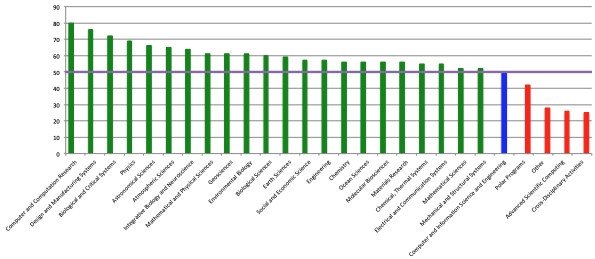 90
80
70
60
50
40
30
20
10
0
Computer and Computation Research
Design and Manufacturing Systems
Biological and Critical Systems
Physics
Astronomical Sciences
Atmospheric Sciences
Integrative Biology and Neuroscience
Mathematical and Physical Sciences
Geosciences
Environmental Biology
Biological Sciences
Earth Sciences
Social and Economic Science
Engineering
Chemistry
Ocean Sciences
Molecular Biosciences
Materials Research
Chemical, Thermal Systems
Electrical and Communication Systems
Mathematical Sciences
Mechanical and Structural Systems
Computer and Information Science and Engineering
Polar Programs
Other
Advanced Scientific Computing
Cross-Disciplinary Activities